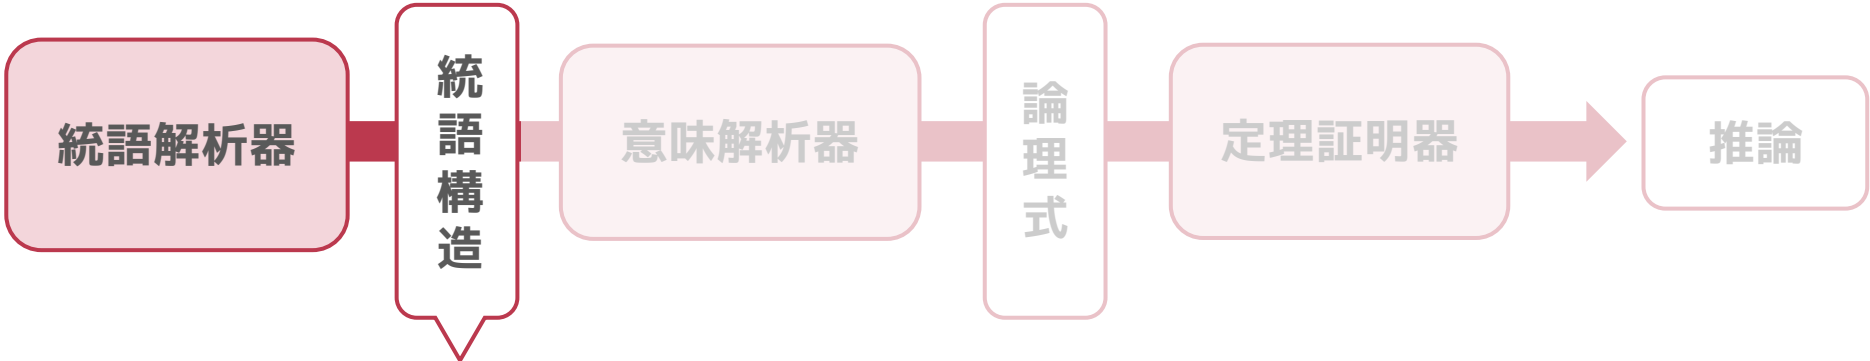 統語解析器
統語構造
意味解析器
論理式
定理証明器
推論